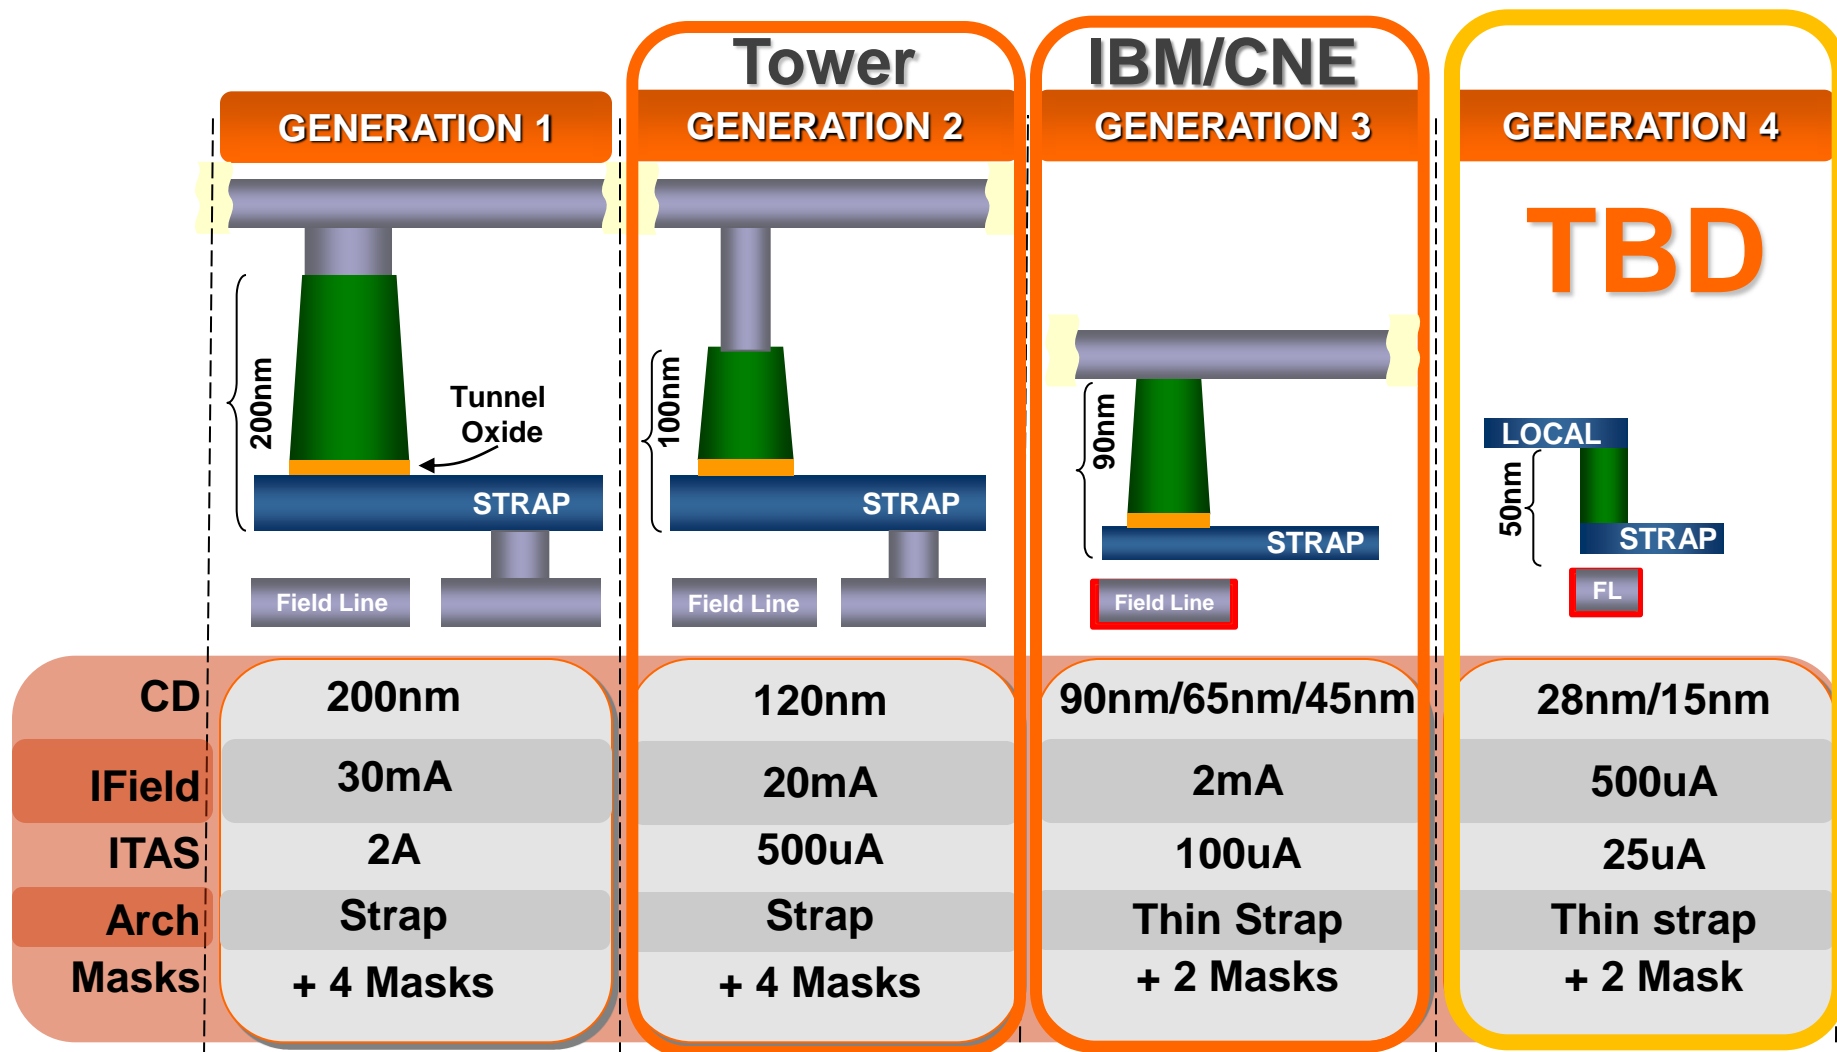 Tower
IBM/CNE
GENERATION 1
GENERATION 2
GENERATION 3
GENERATION 4
TBD
200nm
Tunnel
Oxide
STRAP
Field Line
100nm
STRAP
Field Line
90nm
STRAP
Field Line
LOCAL
50nm
STRAP
FL
CD 200nm 120nm 90nm/65nm/45nm 28nm/15nm
IField 30mA 20mA 2mA 500uA
ITAS 2A 500uA 100uA 25uA
Arch Strap Strap Thin Strap Thin strap
Masks + 4 Masks + 4 Masks + 2 Masks + 2 Mask